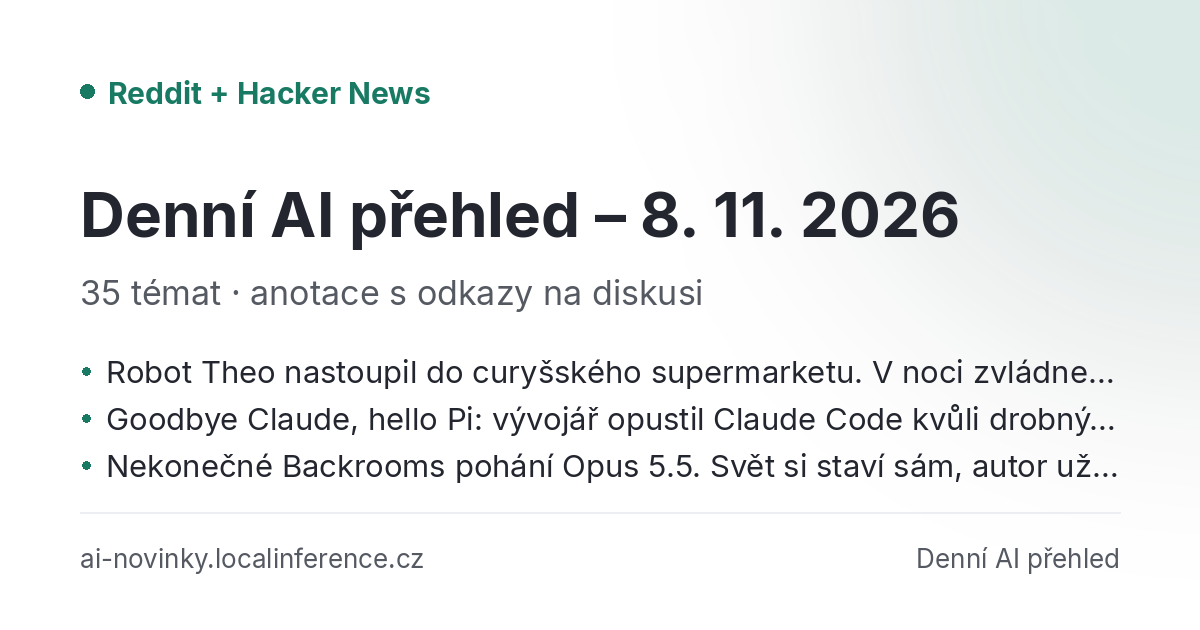 Reddit + Hacker News
Denní AI přehled – 8. 11. 2026
35 témat · anotace s odkazy na diskusi
• Robot Theo nastoupil do curyšského supermarketu. V noci zvládne...
• Goodbye Claude, hello Pi: vývojář opustil Claude Code kvůli drobný...
• Nekonečné Backrooms pohání Opus 5.5. Svět si staví sám, autor už...
ai-novinky.localinference.cz
Denní AI přehled